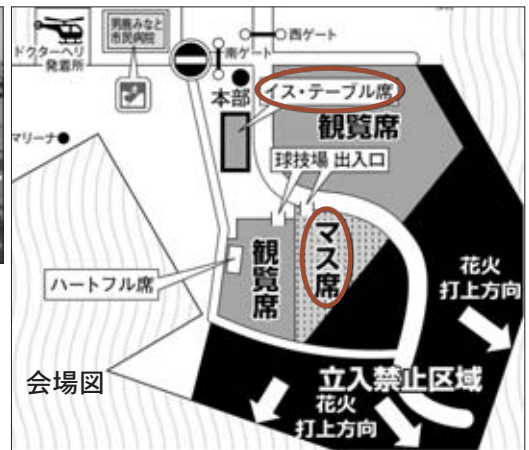 男鹿みなと
市民病院
ドクターヘリ
発着所
西ゲート
南ゲート
本部
イス・テーブル席
観覧席
マリーナ
球技場 出入口
マス席
観覧席
ハートフル席
花火
打上方向
会場図
立入禁止区域
花火
打上方向